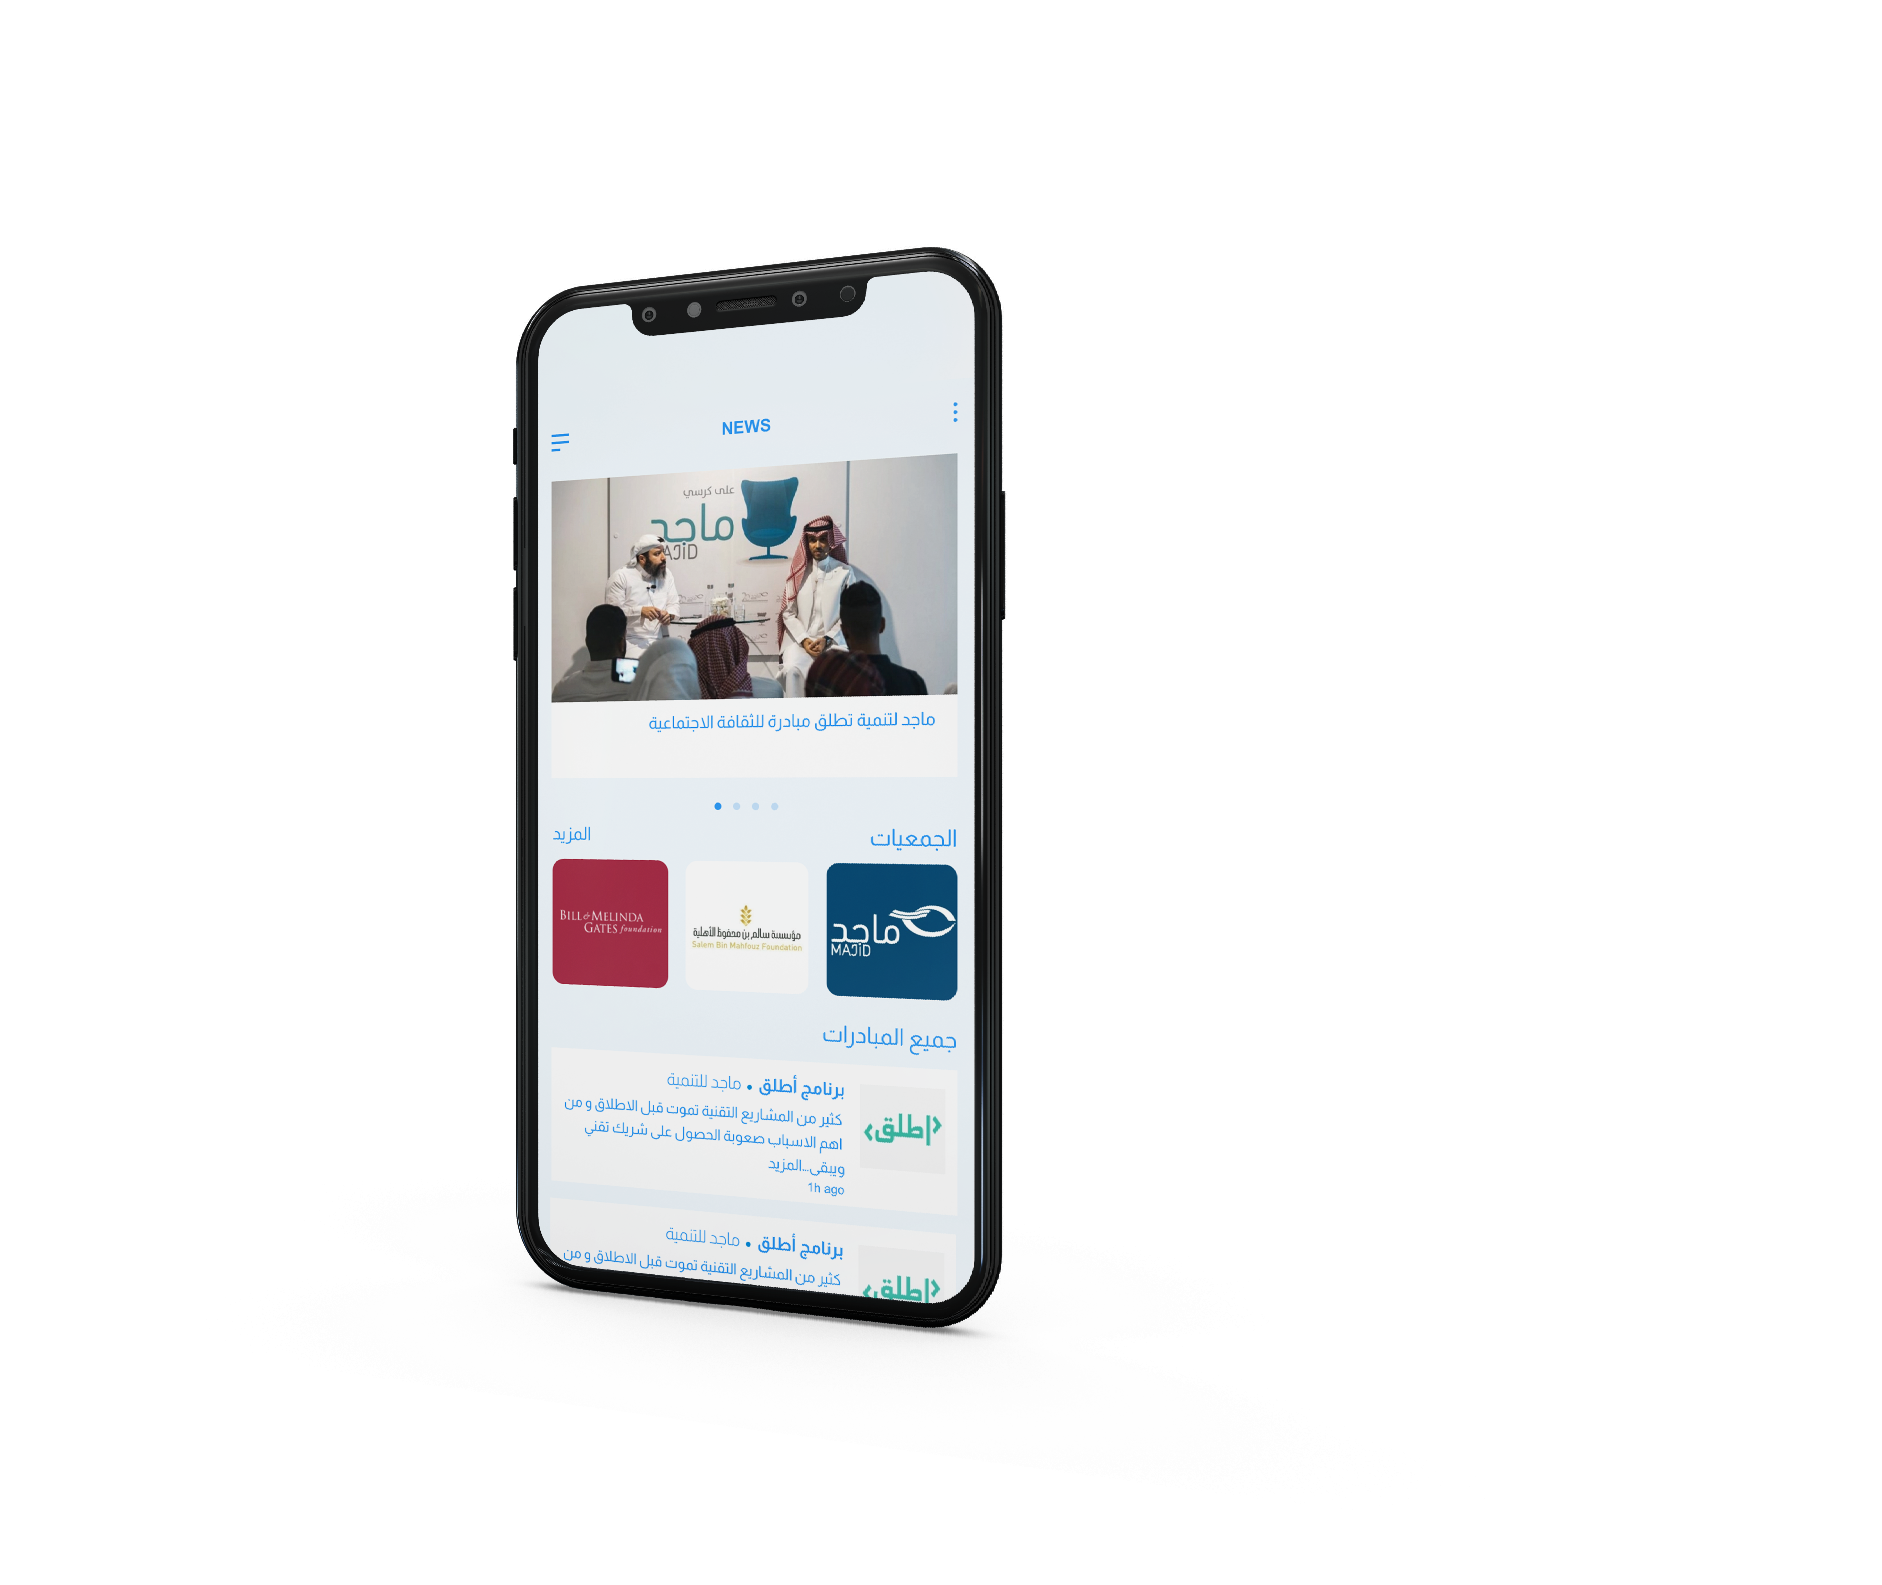 NEWS
على كرسي
ماجد
AJID
ماجد لتنمية تطلق مبادرة للثقافة الاجتماعية
الجمعيات
المزيد
ماجد
MAJID
مؤسسة سالم بن محفوظ الأهلية
Salem Bin Mahfouz Foundation
BILL & MELINDA
GATES foundation
جميع المبادرات
اطلق
برنامج أطلق • ماجد للتنمية
كثير من المشاريع التقنية تموت قبل الاطلاق و من
اهم الاسباب صعوبة الحصول على شريك تقني
ويبقى...المزيد
1h ago
اطلق
برنامج أطلق • ماجد للتنمية
كثير من المشاريع التقنية تموت قبل الاطلاق و من